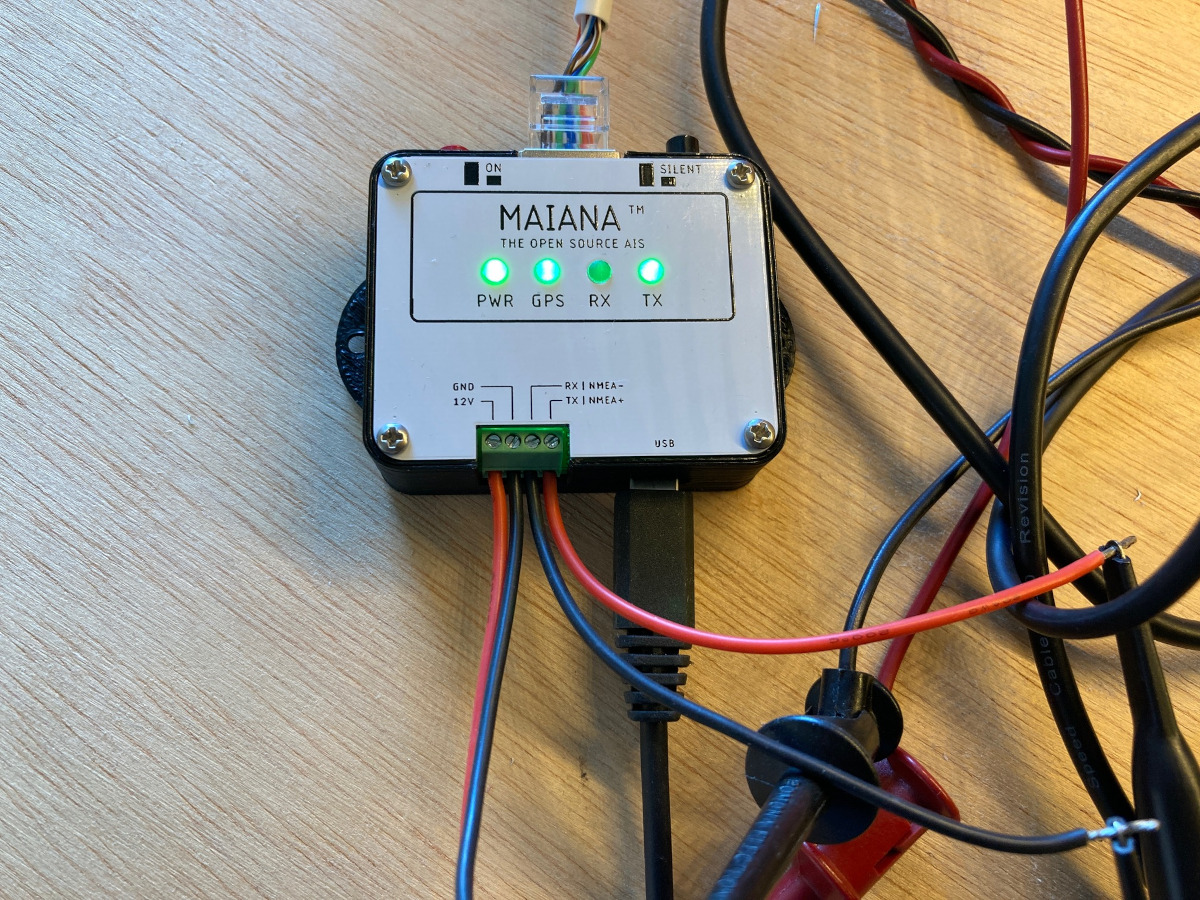 ON
SILENT
MAIANA™
THE OPEN SOURCE AIS
PWR GPS RX TX
GND
12V
RX|NMEA-
TX|NMEA+
USB
Revision
Cable
Speed